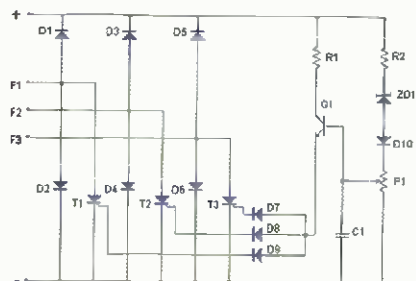 +
D1 D3 D5
R1 R2
F1
ZD1
F2
Q1
F3
D10
D2 T1 D4 T2 D6 T3 P1
D7
D8
C1
D9
-